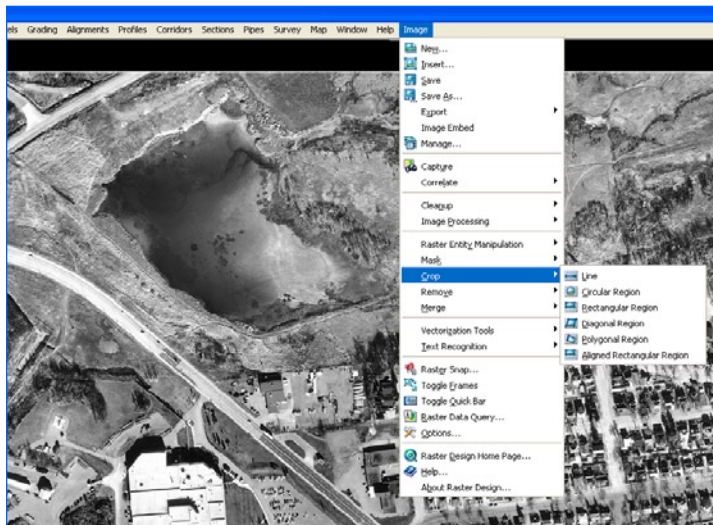 els Grading Alignments Profiles Corridors Sections Pipes Survey Map Window Help Image
New...
Insert...
Save
Save As...
Export
Image Embed
Manage...
Capture
Correlate
Cleanup
Image Processing
Raster Entity Manipulation
Mask
Crop
Remove
Merge
Vectorization Tools
Text Recognition
Raster Snap...
Toggle Frames
Toggle Quick Bar
Raster Data Query...
Options...
Raster Design Home Page...
Help...
About Raster Design...
Line
Circular Region
Rectangular Region
Diagonal Region
Polygonal Region
Aligned Rectangular Region